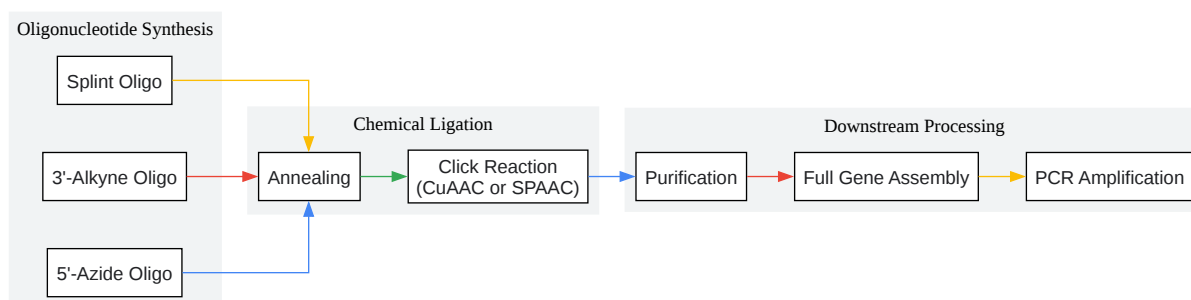 Oligonucleotide Synthesis
Splint Oligo
3'-Alkyne Oligo
5'-Azide Oligo
Chemical Ligation
Annealing
Click Reaction
(CuAAC or SPAAC)
Downstream Processing
Purification
Full Gene Assembly
PCR Amplification